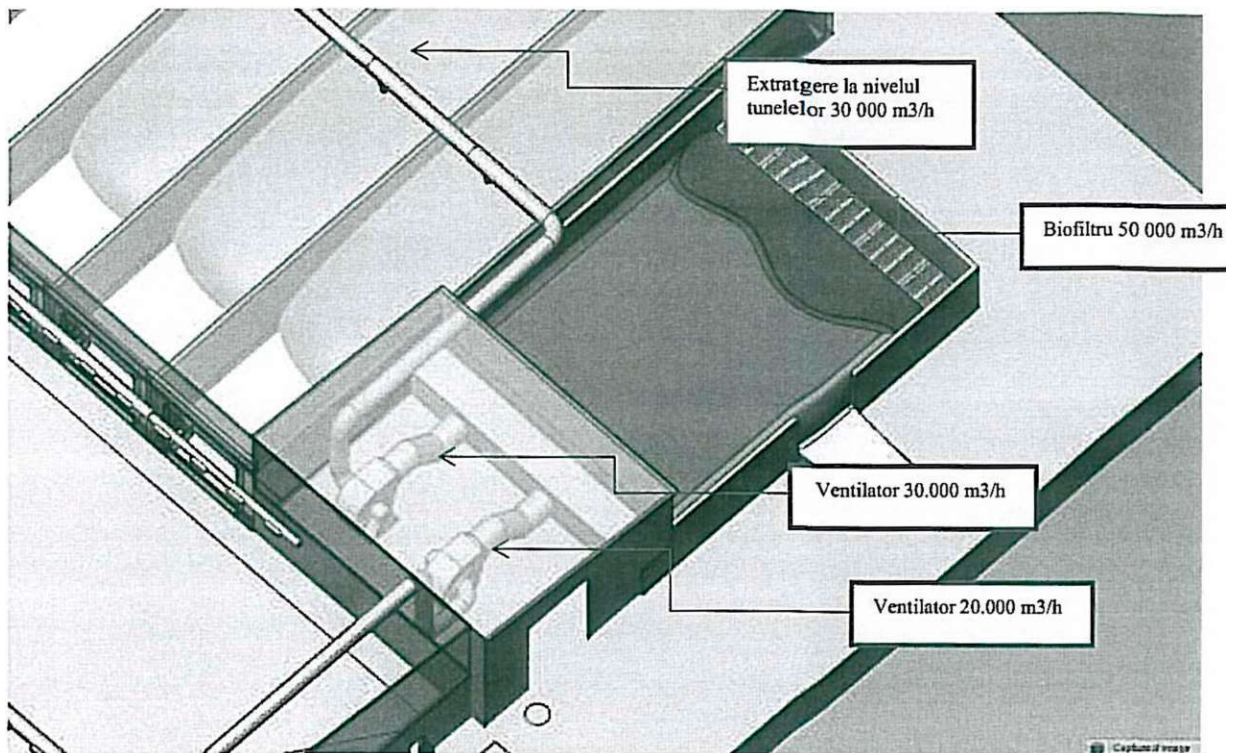 Extratgere la nivelul
tunelelor 30 000 m3/h
Biofiltru 50 000 m3/h
Ventilator 30.000 m3/h
Ventilator 20.000 m3/h